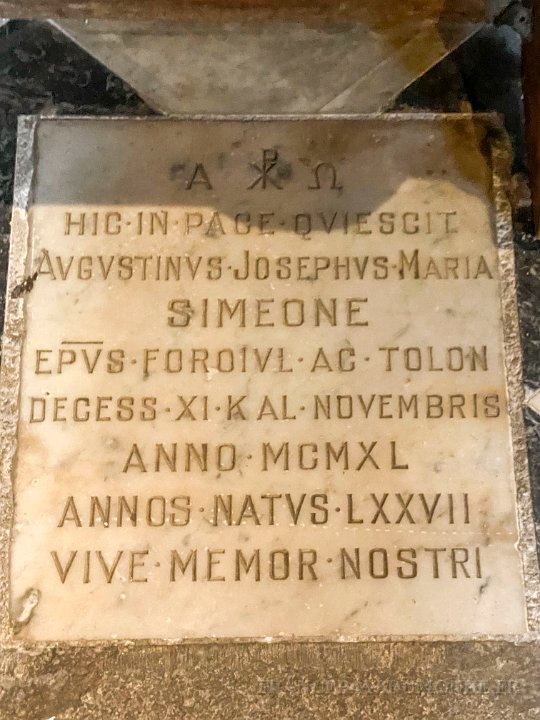 Α ☧ Ω
HIC·IN·PACE·QVIESCIT
AVGVSTINVS·JOSEPHVS·MARIA
SIMEONE
EP̅V̅S·FOROIVL·AC·TOLON
DECESS·XI·KAL·NOVEMBRIS
ANNO·MCMXL
ANNOS·NATVS·LXXVII
VIVE·MEMOR·NOSTRI